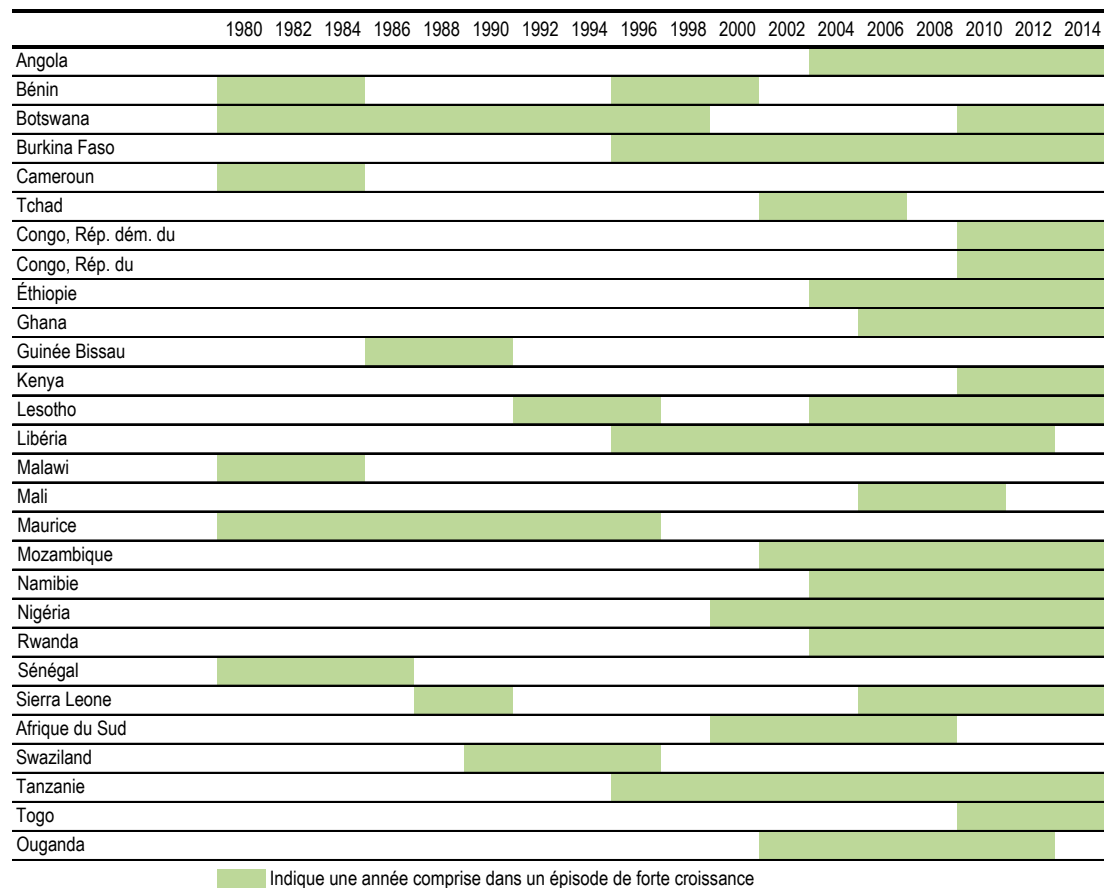 1980 1982 1984 1986 1988 1990 1992 1994 1996 1998 2000 2002 2004 2006 2008 2010 2012 2014
Angola
Bénin
Botswana
Burkina Faso
Cameroun
Tchad
Congo, Rép. dém. du
Congo, Rép. du
Éthiopie
Ghana
Guinée Bissau
Kenya
Lesotho
Libéria
Malawi
Mali
Maurice
Mozambique
Namibie
Nigéria
Rwanda
Sénégal
Sierra Leone
Afrique du Sud
Swaziland
Tanzanie
Togo
Ouganda
Indique une année comprise dans un épisode de forte croissance